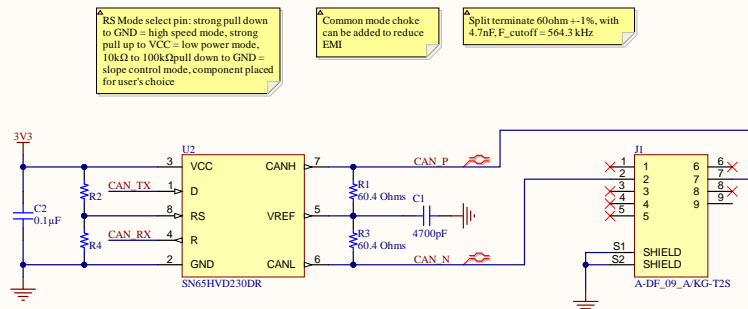 RS Mode select pin: strong pull down
to GND = high speed mode, strong
pull up to VCC = low power mode,
10kΩ to 100kΩpull down to GND =
slope control mode, component placed
for user's choice
Common mode choke
can be added to reduce
EMI
Split terminate 60ohm +-1%, with
4.7nF, F_cutoff = 564.3 kHz
3V3
C2
0.1µF
R2
R4
CAN_TX
CAN_RX
U2
3 VCC CANH 7
1 D
8 RS VREF 5
4 R
2 GND CANL 6
SN65HVD230DR
CAN_P
R1
60.4 Ohms
C1
4700pF
R3
60.4 Ohms
CAN_N
J1
1 1 6 6
2 2 7 7
3 3 8 8
4 4 9 9
5 5
S1 SHIELD
S2 SHIELD
A-DF_09_A/KG-T2S